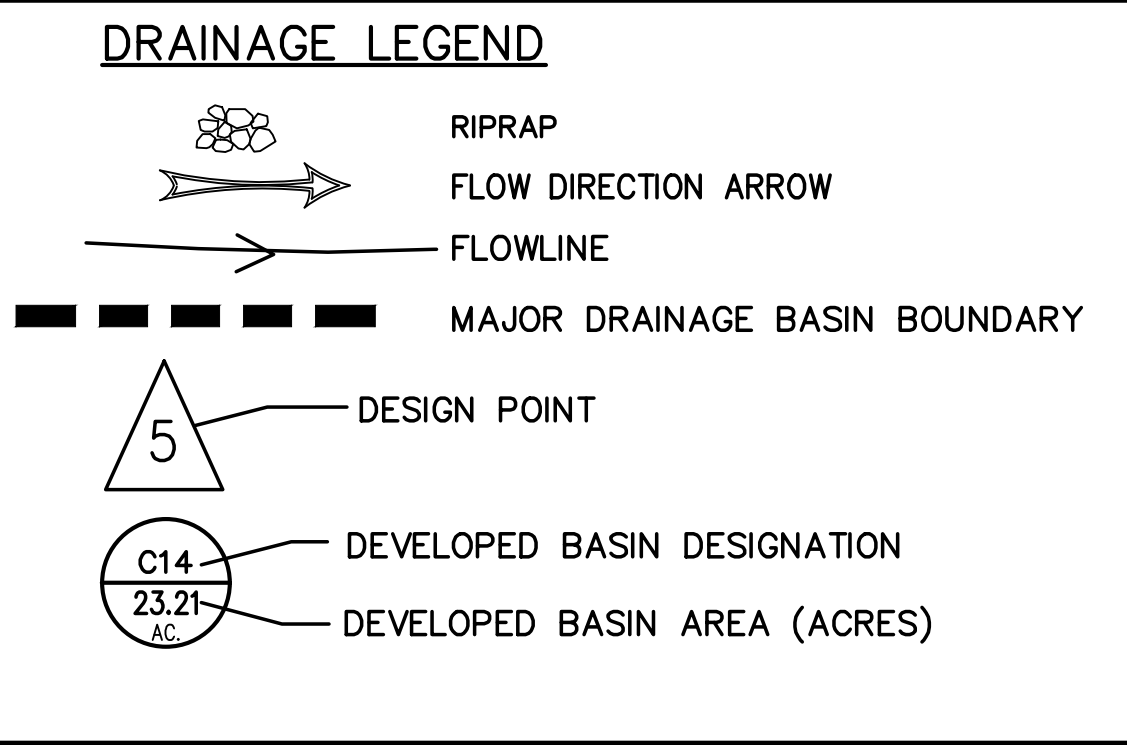 DRAINAGE LEGEND
RIPRAP
FLOW DIRECTION ARROW
FLOWLINE
MAJOR DRAINAGE BASIN BOUNDARY
5
DESIGN POINT
C14
DEVELOPED BASIN DESIGNATION
23.21
AC.
DEVELOPED BASIN AREA (ACRES)